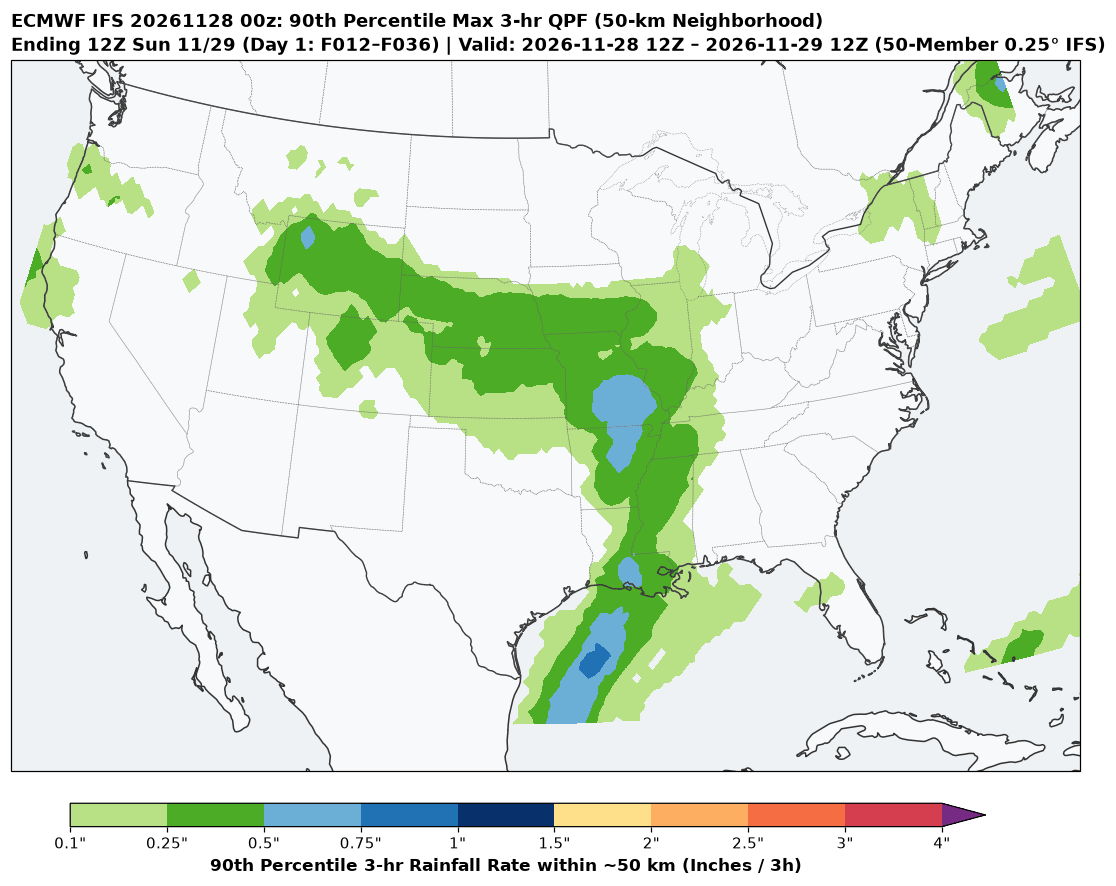 ECMWF IFS 20261128 00z: 90th Percentile Max 3-hr QPF (50-km Neighborhood)
Ending 12Z Sun 11/29 (Day 1: F012–F036) | Valid: 2026-11-28 12Z – 2026-11-29 12Z (50-Member 0.25° IFS)
0.1" 0.25" 0.5" 0.75" 1" 1.5" 2" 2.5" 3" 4"
90th Percentile 3-hr Rainfall Rate within ~50 km (Inches / 3h)